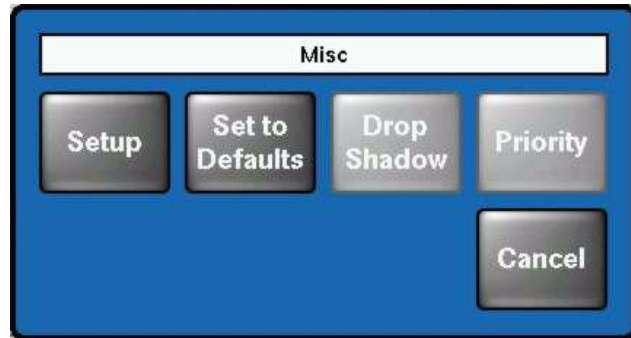 Misc
Setup
Set to
Defaults
Drop
Shadow
Priority
Cancel